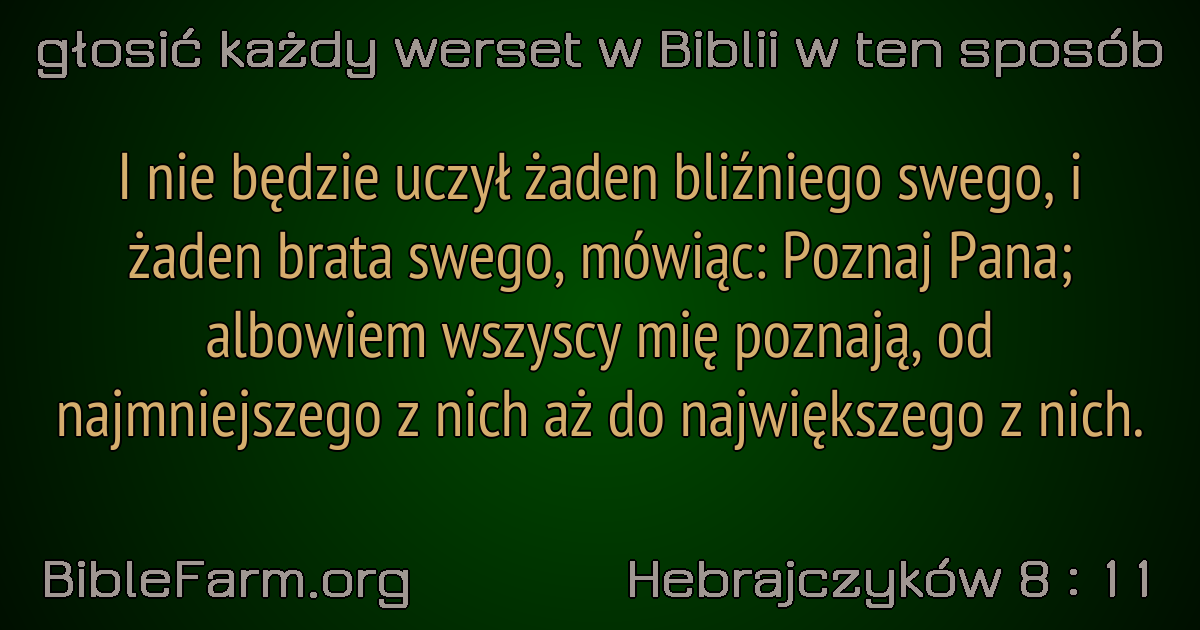 głosić każdy werset w Biblii w ten sposób
I nie będzie uczył żaden bliźniego swego, i
żaden brata swego, mówiąc: Poznaj Pana;
albowiem wszyscy mię poznają, od
najmniejszego z nich aż do największego z nich.
BibleFarm.org
Hebrajczyków 8 : 11